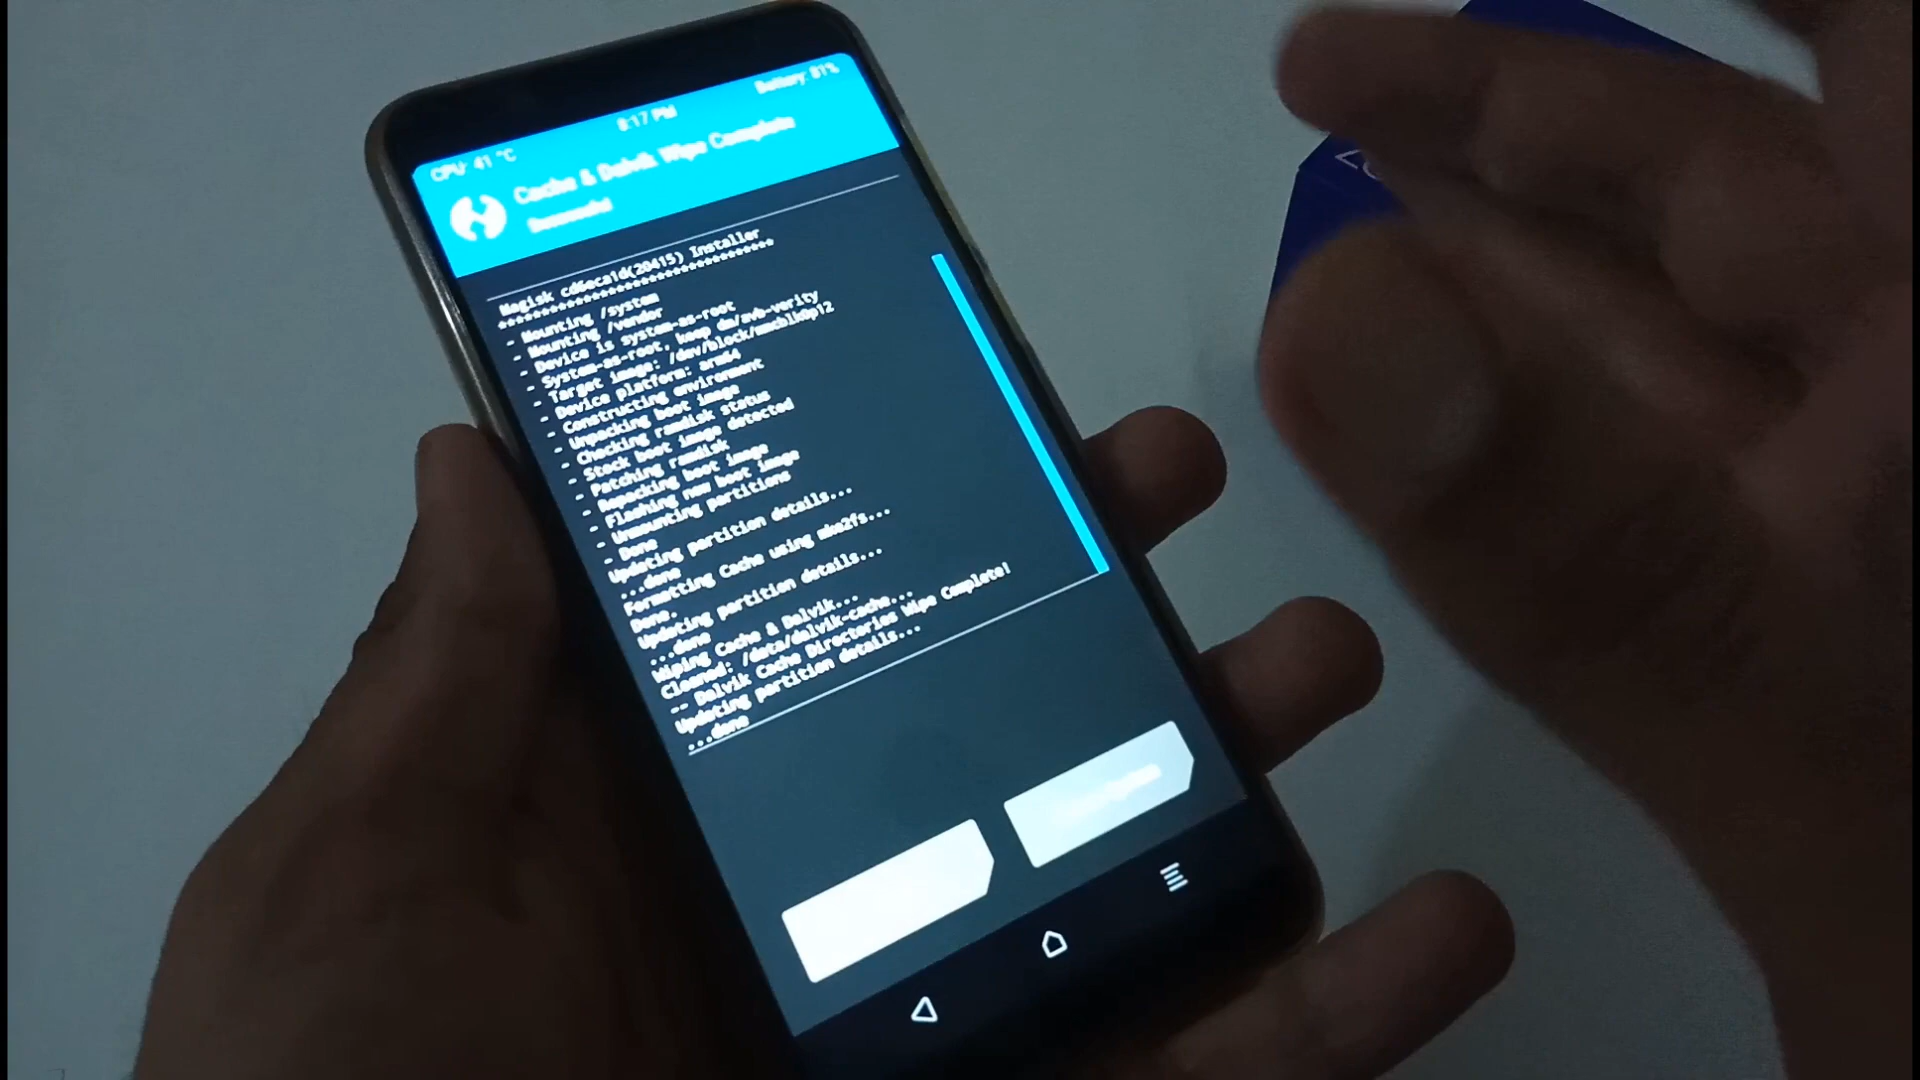 CPU: 41 °C
8:17 PM
Battery: 81%
Cache & Dalvik Wipe Complete
Successful
Magisk cd6eca1d(20415) Installer
************************************
- Mounting /system
- Mounting /vendor
- Device is system-as-root
- System-as-root, keep dm/avb-verity
- Target image: /dev/block/mmcblk0p12
- Device platform: arm64
- Constructing environment
- Unpacking boot image
- Checking ramdisk status
- Stock boot image detected
- Patching ramdisk
- Repacking boot image
- Flashing new boot image
- Unmounting partitions
- Done
Updating partition details...
...done
Formatting Cache using mke2fs...
Done.
Updating partition details...
...done
Wiping Cache & Dalvik...
Cleaned: /data/dalvik-cache...
-- Dalvik Cache Directories Wipe Complete!
Updating partition details...
...done